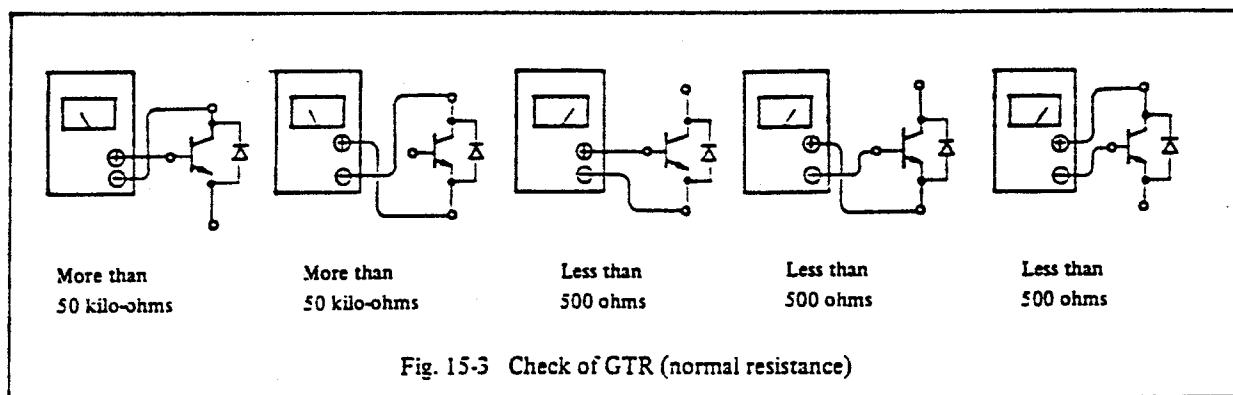 More than
50 kilo-ohms
More than
50 kilo-ohms
Less than
500 ohms
Less than
500 ohms
Less than
500 ohms
Fig. 15-3 Check of GTR (normal resistance)